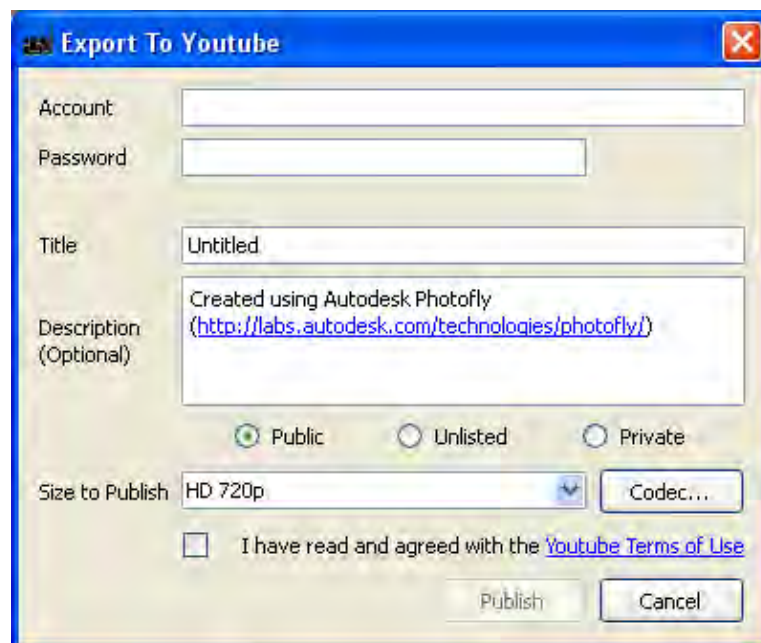 Export To Youtube
Account
Password
Title
Untitled
Description
(Optional)
Created using Autodesk Photofly
(http://labs.autodesk.com/technologies/photofly/)
Public
Unlisted
Private
Size to Publish
HD 720p
Codec...
I have read and agreed with the Youtube Terms of Use
Publish
Cancel